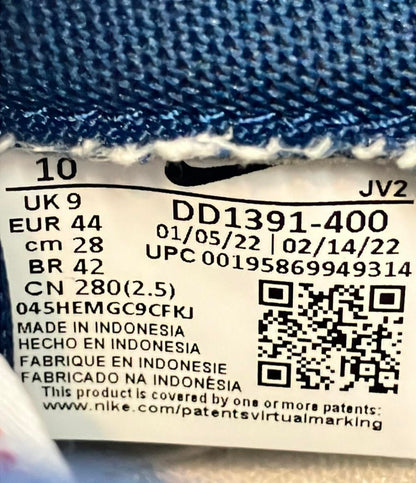 10
JV2
UK 9
EUR 44
cm 28
BR 42
CN 280(2.5)
DD1391-400
01/05/22 | 02/14/22
UPC 00195869949314
045HEMGC9CFKJ
MADE IN INDONESIA
HECHO EN INDONESIA
FABRIQUE EN INDONESIE
FABRICADO NA INDONÉSIA
This product is covered by one or more patents:
www.nike.com/patentsvirtualmarking